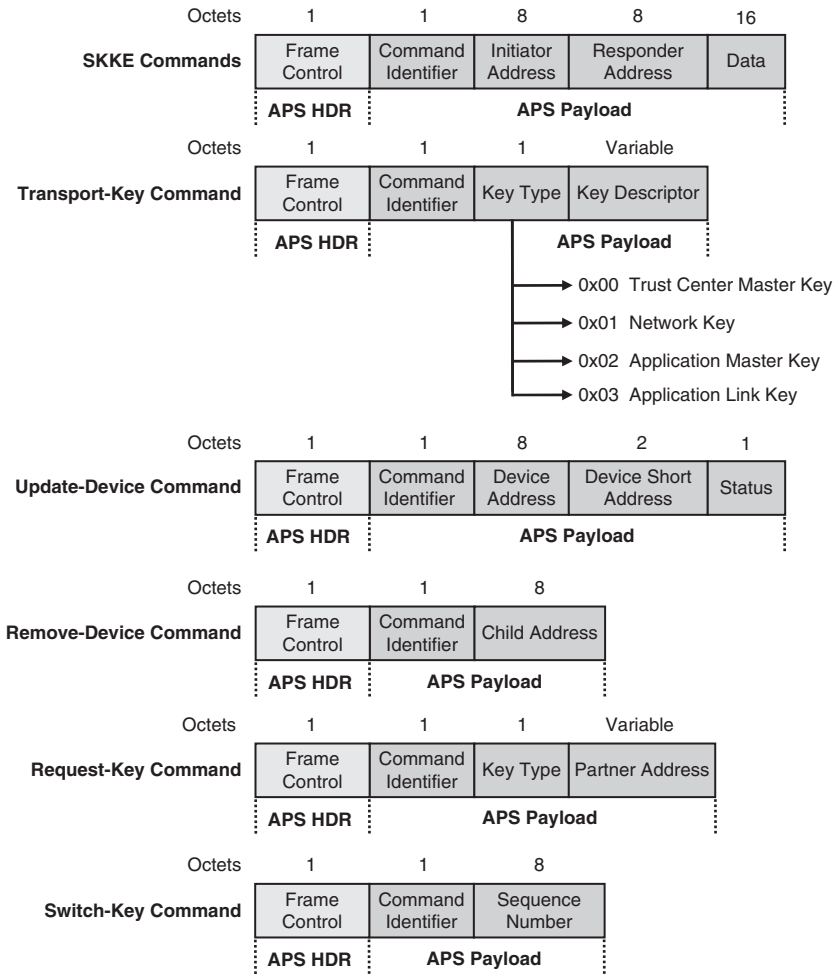 Octets 1 1 8 8 16
SKKE Commands
Frame Control
Command Identifier
Initiator Address
Responder Address
Data
APS HDR APS Payload
Octets 1 1 1 Variable
Transport-Key Command
Frame Control
Command Identifier
Key Type
Key Descriptor
APS HDR APS Payload
0x00 Trust Center Master Key
0x01 Network Key
0x02 Application Master Key
0x03 Application Link Key
Octets 1 1 8 2 1
Update-Device Command
Frame Control
Command Identifier
Device Address
Device Short Address
Status
APS HDR APS Payload
Octets 1 1 8
Remove-Device Command
Frame Control
Command Identifier
Child Address
APS HDR APS Payload
Octets 1 1 1 Variable
Request-Key Command
Frame Control
Command Identifier
Key Type
Partner Address
APS HDR APS Payload
Octets 1 1 8
Switch-Key Command
Frame Control
Command Identifier
Sequence Number
APS HDR APS Payload